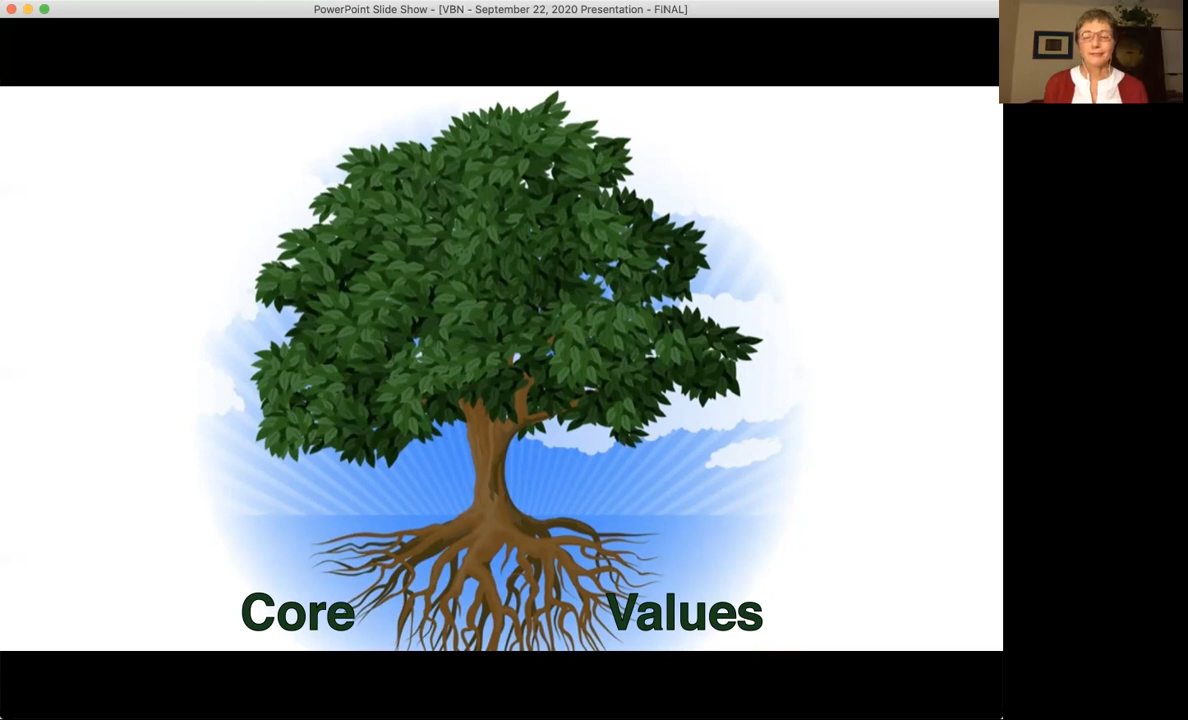 PowerPoint Slide Show - [VBN - September 22, 2020 Presentation - FiNAL]
Core Values